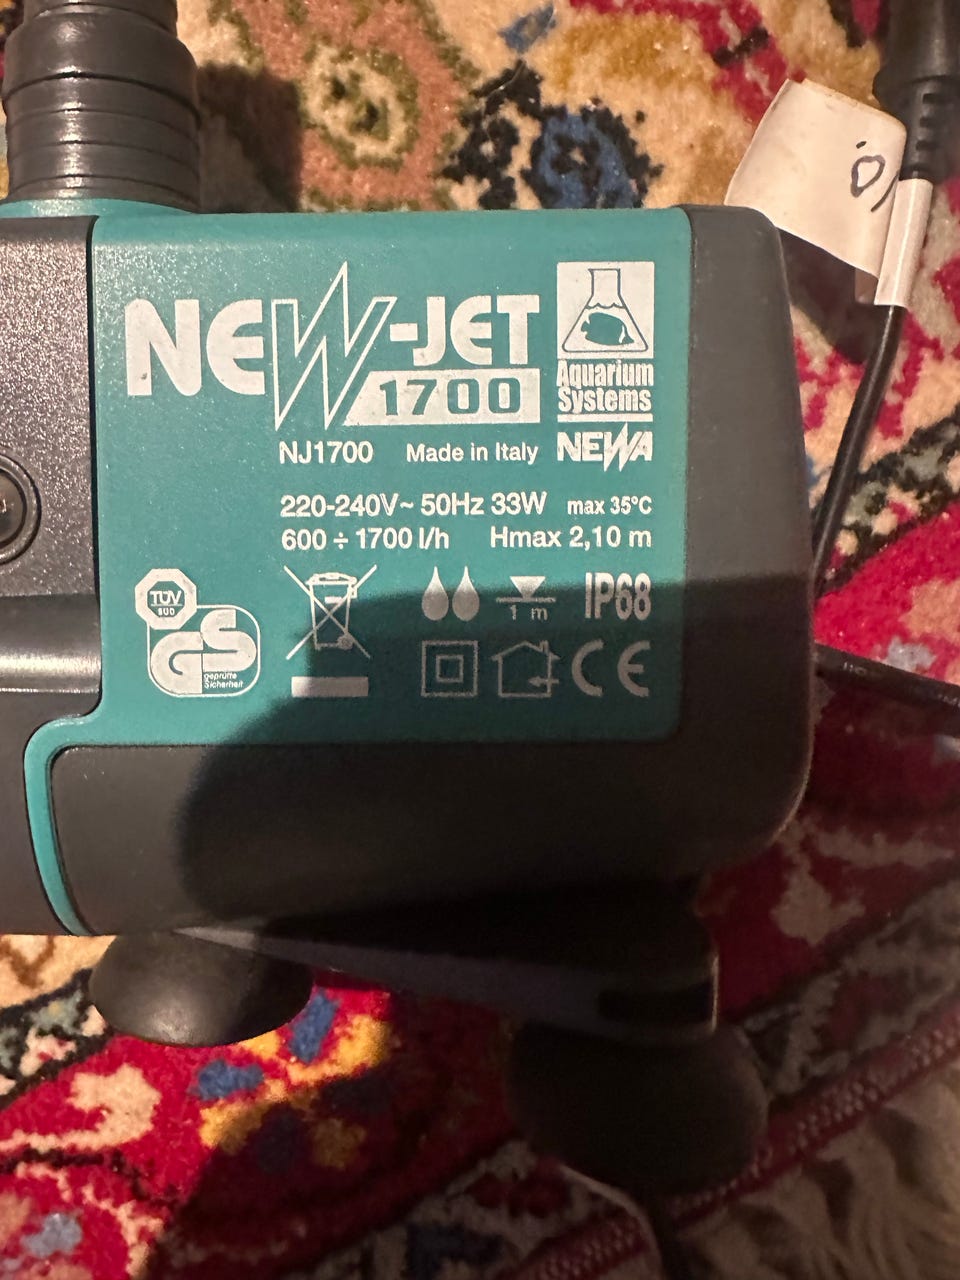 NEW-JET
1700
Aquarium
Systems
NEWA
NJ1700 Made in Italy
220-240V~ 50Hz 33W max 35°C
600 ÷ 1700 l/h Hmax 2,10 m
TÜV
SÜD
GS
geprüfte
Sicherheit
1 m
IP68
CE